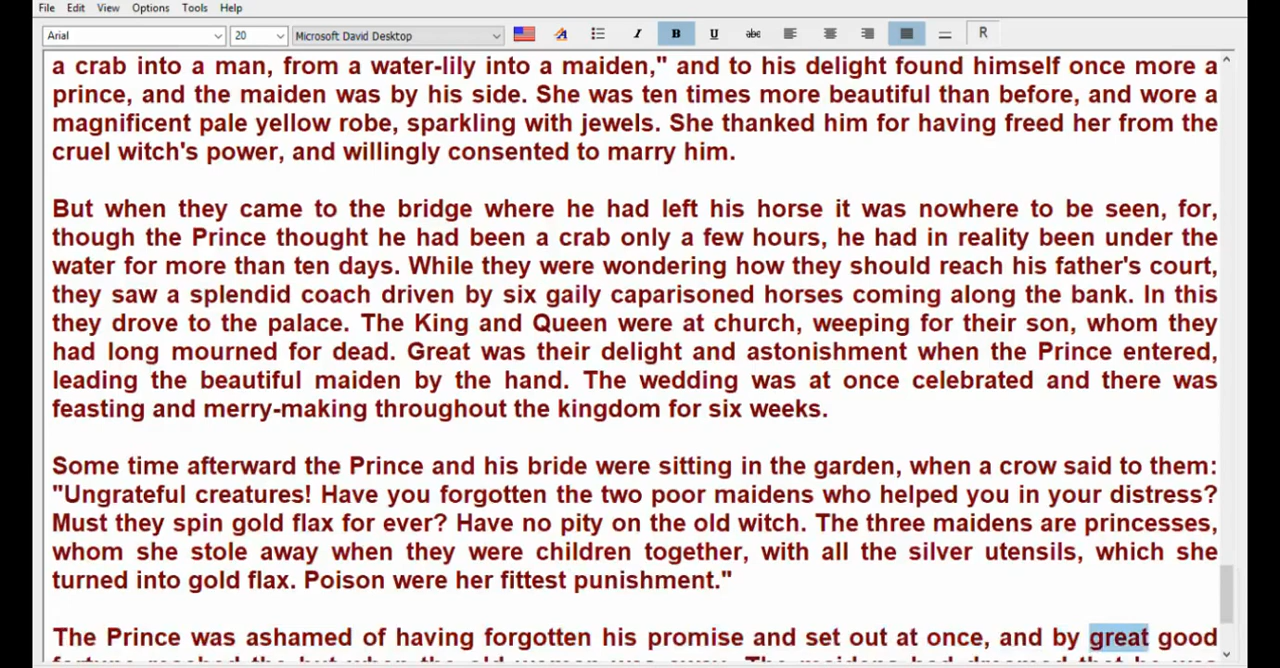 File Edit View Options Tools Help
Arial 20 Microsoft David Desktop I B U abc R
a crab into a man, from a water-lily into a maiden," and to his delight found himself once more a
prince, and the maiden was by his side. She was ten times more beautiful than before, and wore a
magnificent pale yellow robe, sparkling with jewels. She thanked him for having freed her from the
cruel witch's power, and willingly consented to marry him.
But when they came to the bridge where he had left his horse it was nowhere to be seen, for,
though the Prince thought he had been a crab only a few hours, he had in reality been under the
water for more than ten days. While they were wondering how they should reach his father's court,
they saw a splendid coach driven by six gaily caparisoned horses coming along the bank. In this
they drove to the palace. The King and Queen were at church, weeping for their son, whom they
had long mourned for dead. Great was their delight and astonishment when the Prince entered,
leading the beautiful maiden by the hand. The wedding was at once celebrated and there was
feasting and merry-making throughout the kingdom for six weeks.
Some time afterward the Prince and his bride were sitting in the garden, when a crow said to them:
"Ungrateful creatures! Have you forgotten the two poor maidens who helped you in your distress?
Must they spin gold flax for ever? Have no pity on the old witch. The three maidens are princesses,
whom she stole away when they were children together, with all the silver utensils, which she
turned into gold flax. Poison were her fittest punishment."
The Prince was ashamed of having forgotten his promise and set out at once, and by great good